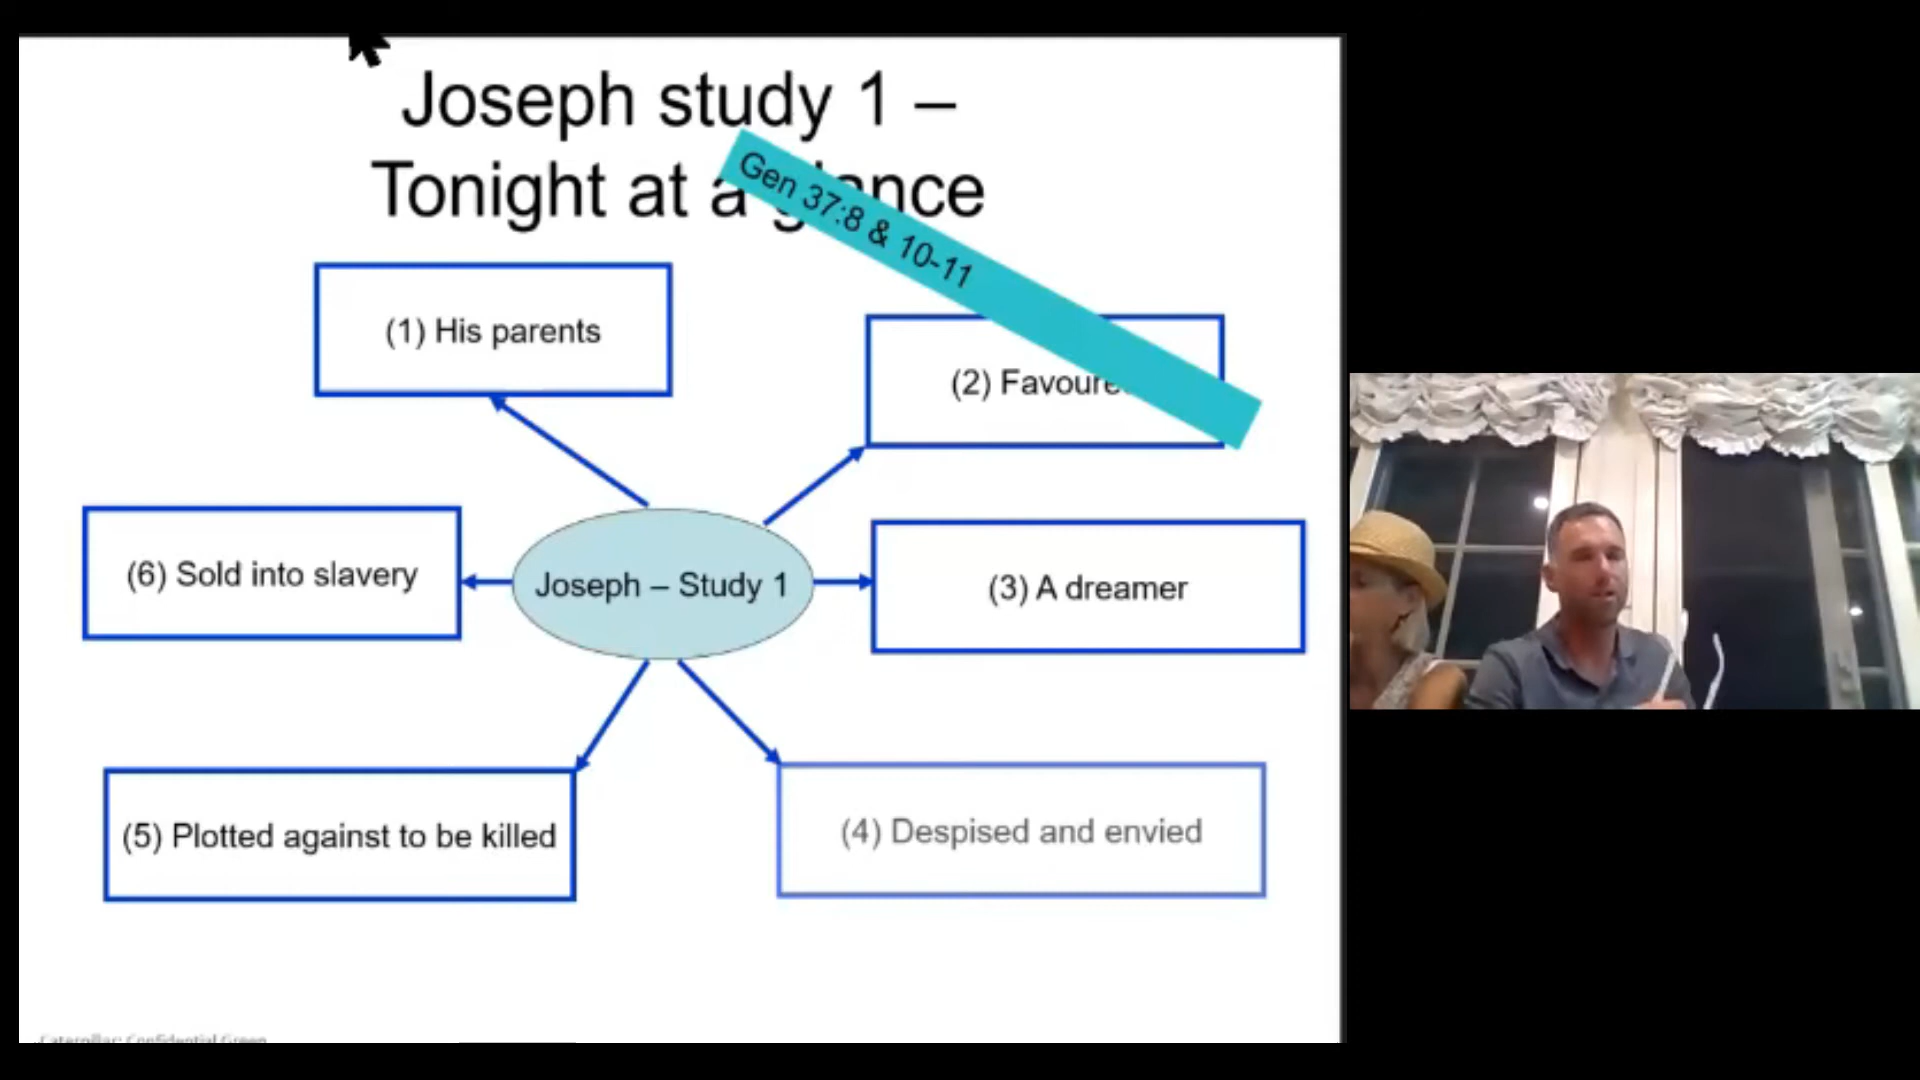 Joseph study 1 –
Tonight at a glance
Gen 37:8 & 10-11
(1) His parents
(2) Favoure
(6) Sold into slavery
Joseph – Study 1
(3) A dreamer
(5) Plotted against to be killed
(4) Despised and envied
Caterpillar: Confidential Green